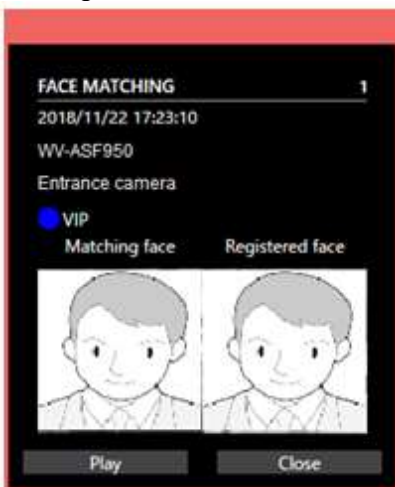 FACE MATCHING 1
2018/11/22 17:23:10
WV-ASF950
Entrance camera
VIP
Matching face Registered face
Play Close